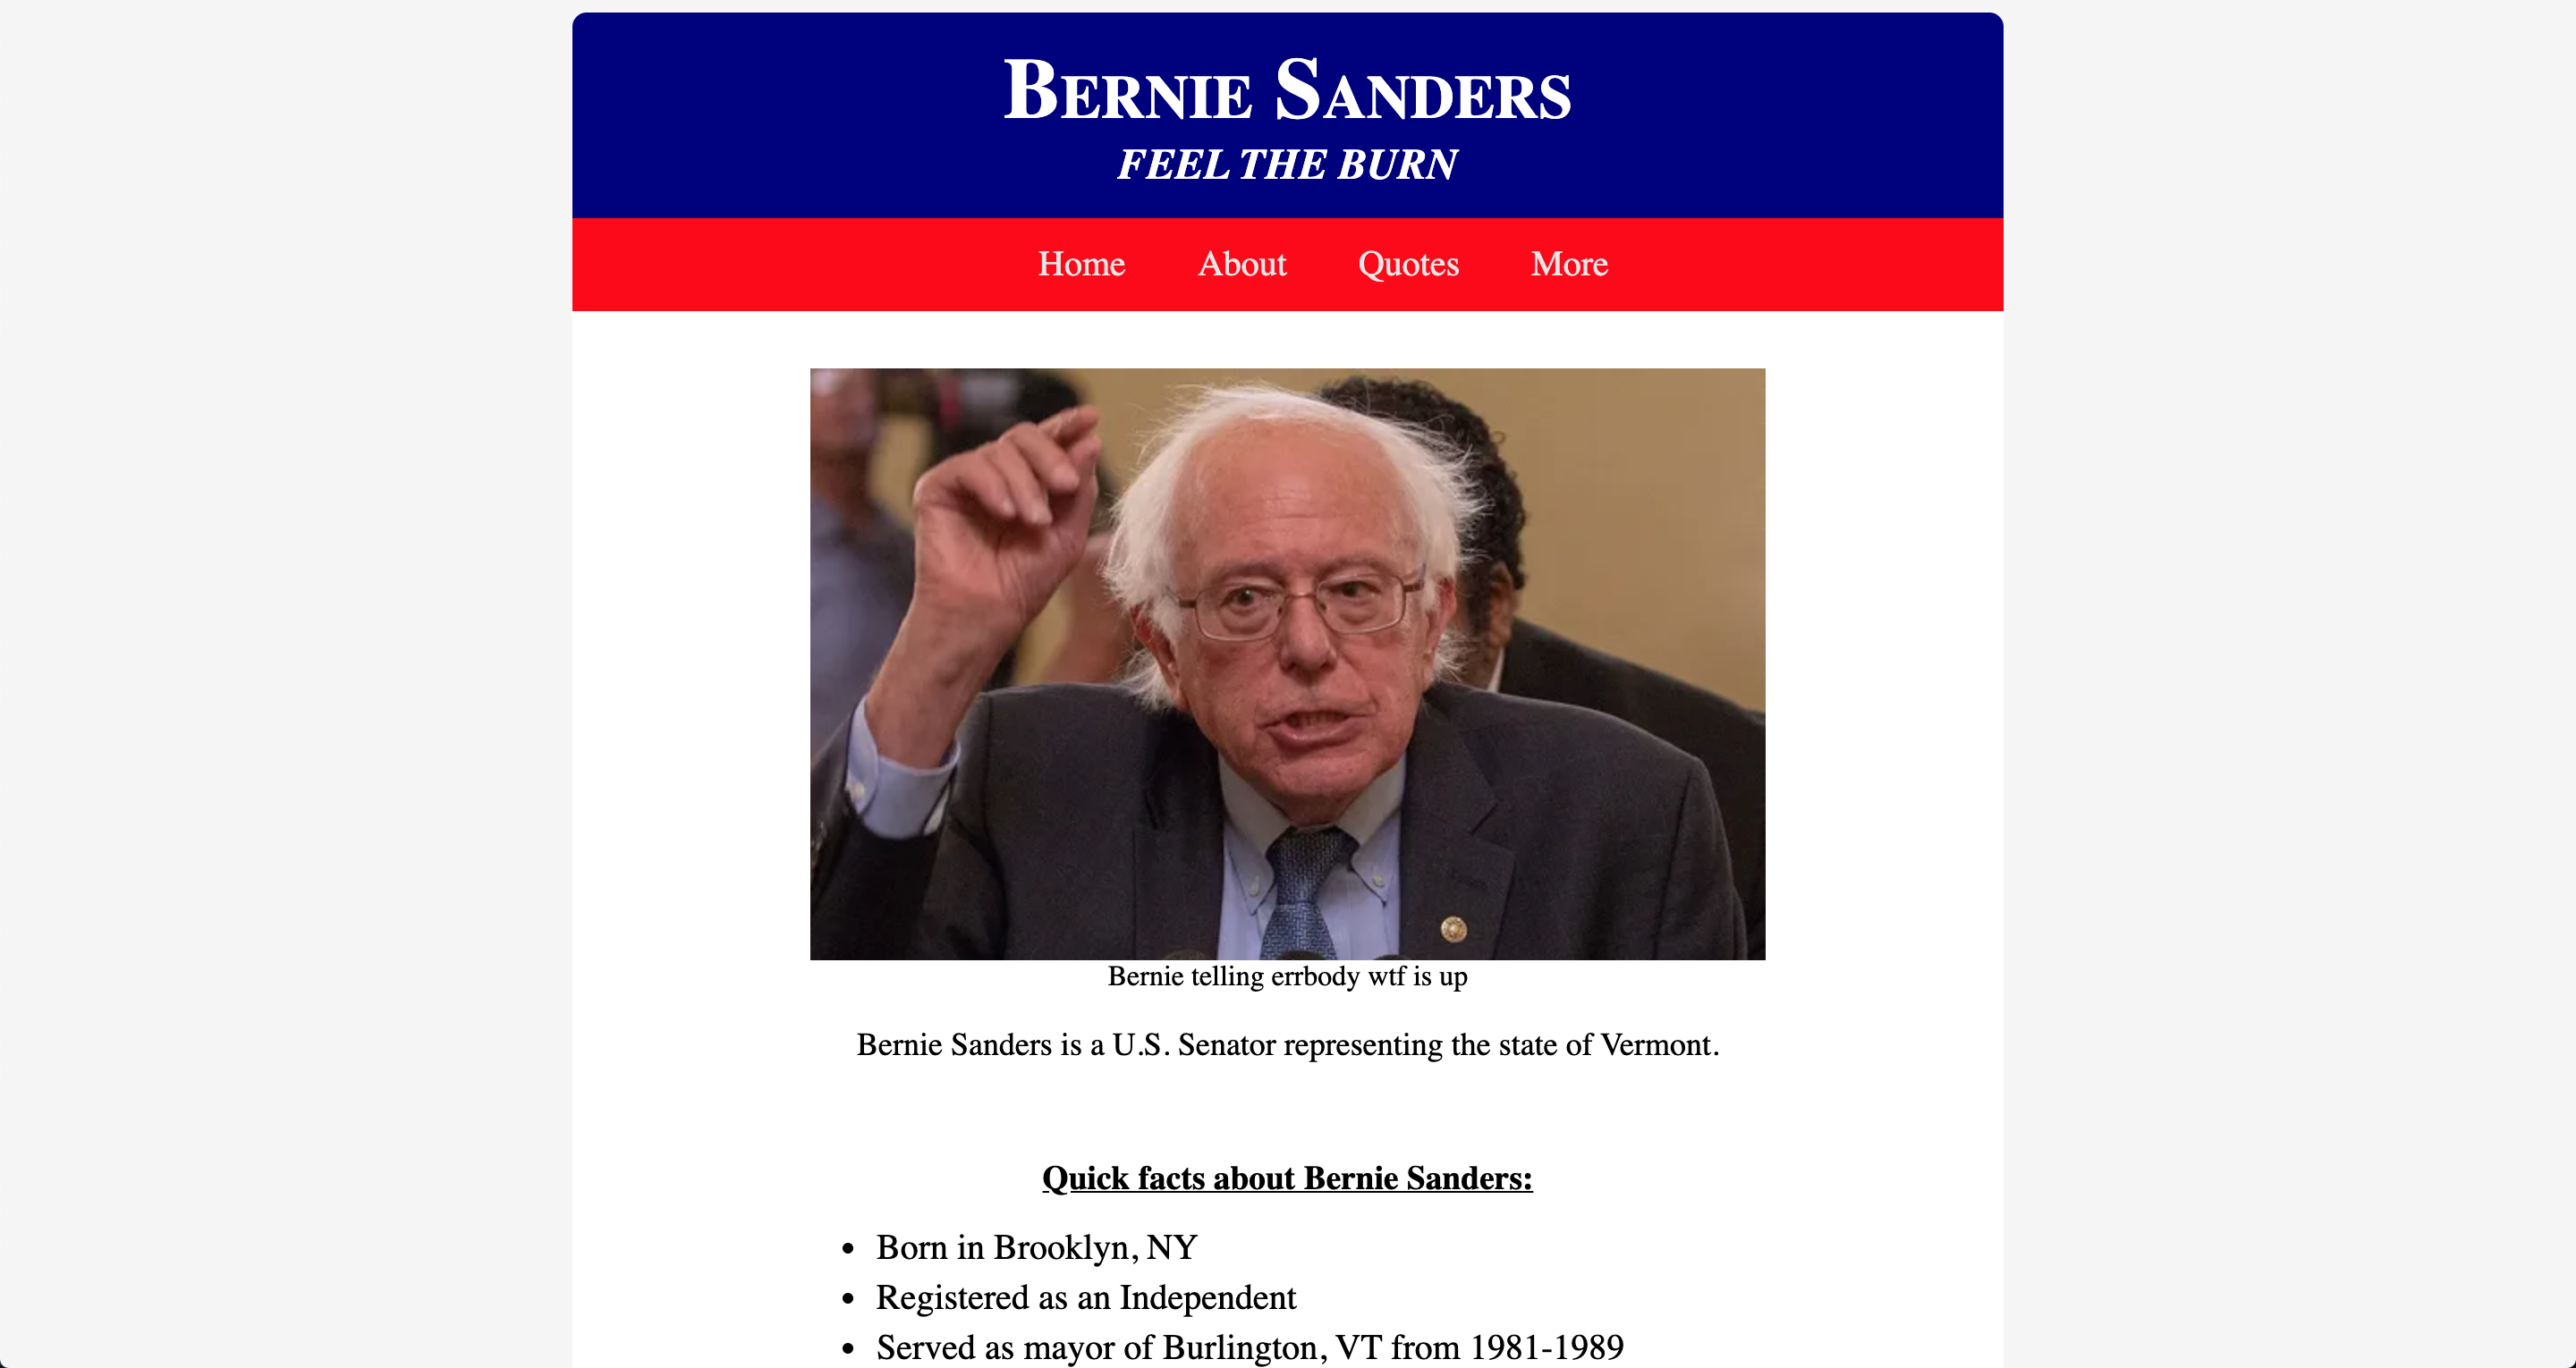 Bernie Sanders
FEEL THE BURN
Home About Quotes More
Bernie telling errbody wtf is up
Bernie Sanders is a U.S. Senator representing the state of Vermont.
Quick facts about Bernie Sanders:
• Born in Brooklyn, NY
• Registered as an Independent
• Served as mayor of Burlington, VT from 1981-1989